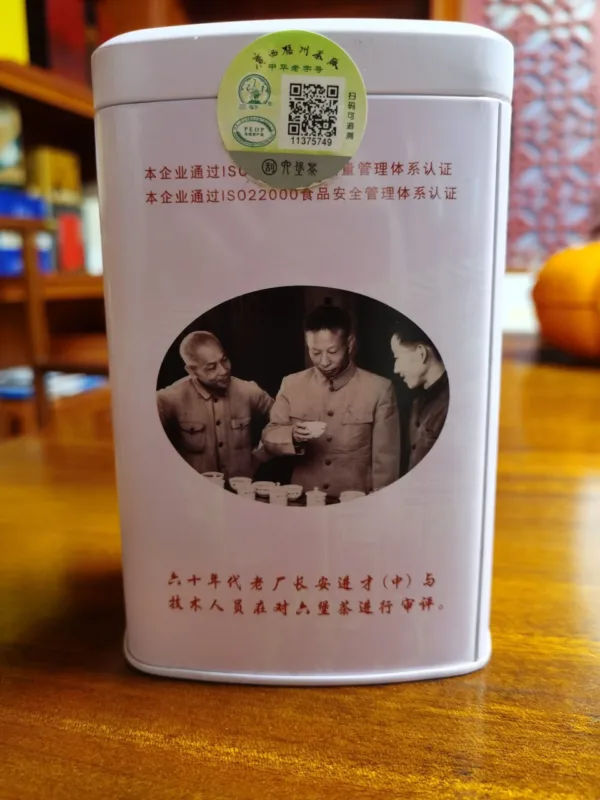 广西梧州茶厂
中华老字号
扫码可追溯
PEOP
11375749
六堡茶
本企业通过ISO
量管理体系认证
本企业通过ISO22000食品安全管理体系认证
六十年代老厂长安进才(中)与
技术人员在对六堡茶进行审评。